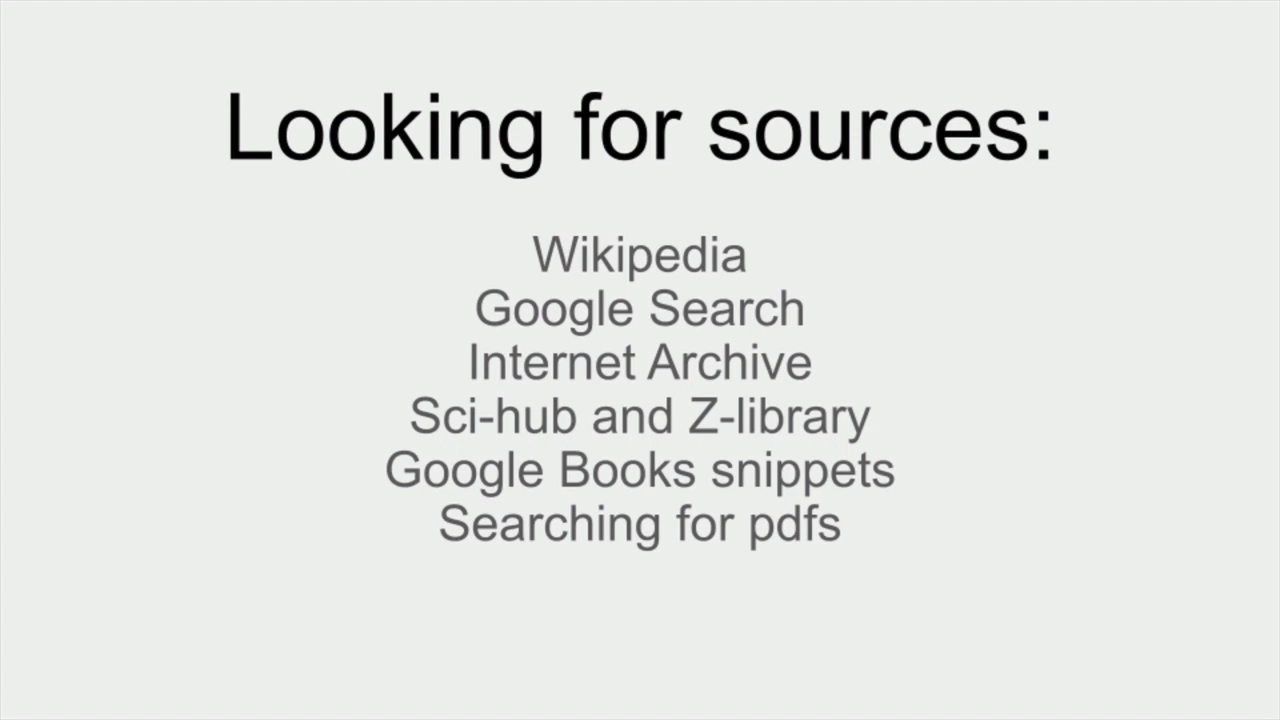 Looking for sources:
Wikipedia
Google Search
Internet Archive
Sci-hub and Z-library
Google Books snippets
Searching for pdfs